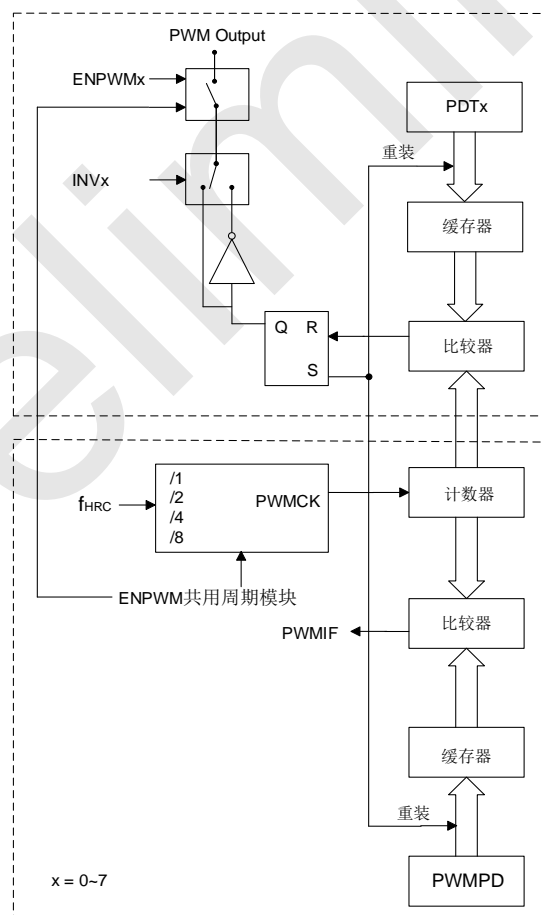 PWM Output
ENPWMx
INVx
PDTx
重装
缓存器
Q R
S
比较器
fHRC
/1
/2
/4
/8
PWMCK
计数器
ENPWM共用周期模块
PWMIF
比较器
缓存器
重装
x = 0~7
PWMPD